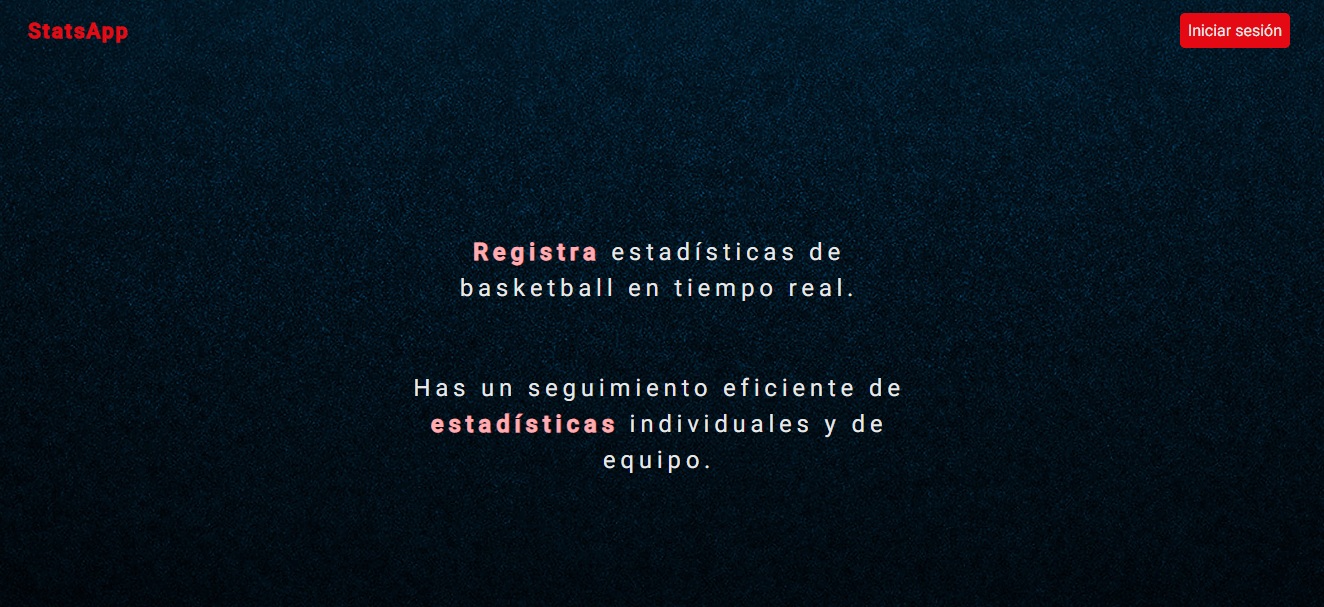 StatsApp
Iniciar sesión
Registra estadísticas de
basketball en tiempo real.
Has un seguimiento eficiente de
estadísticas individuales y de
equipo.